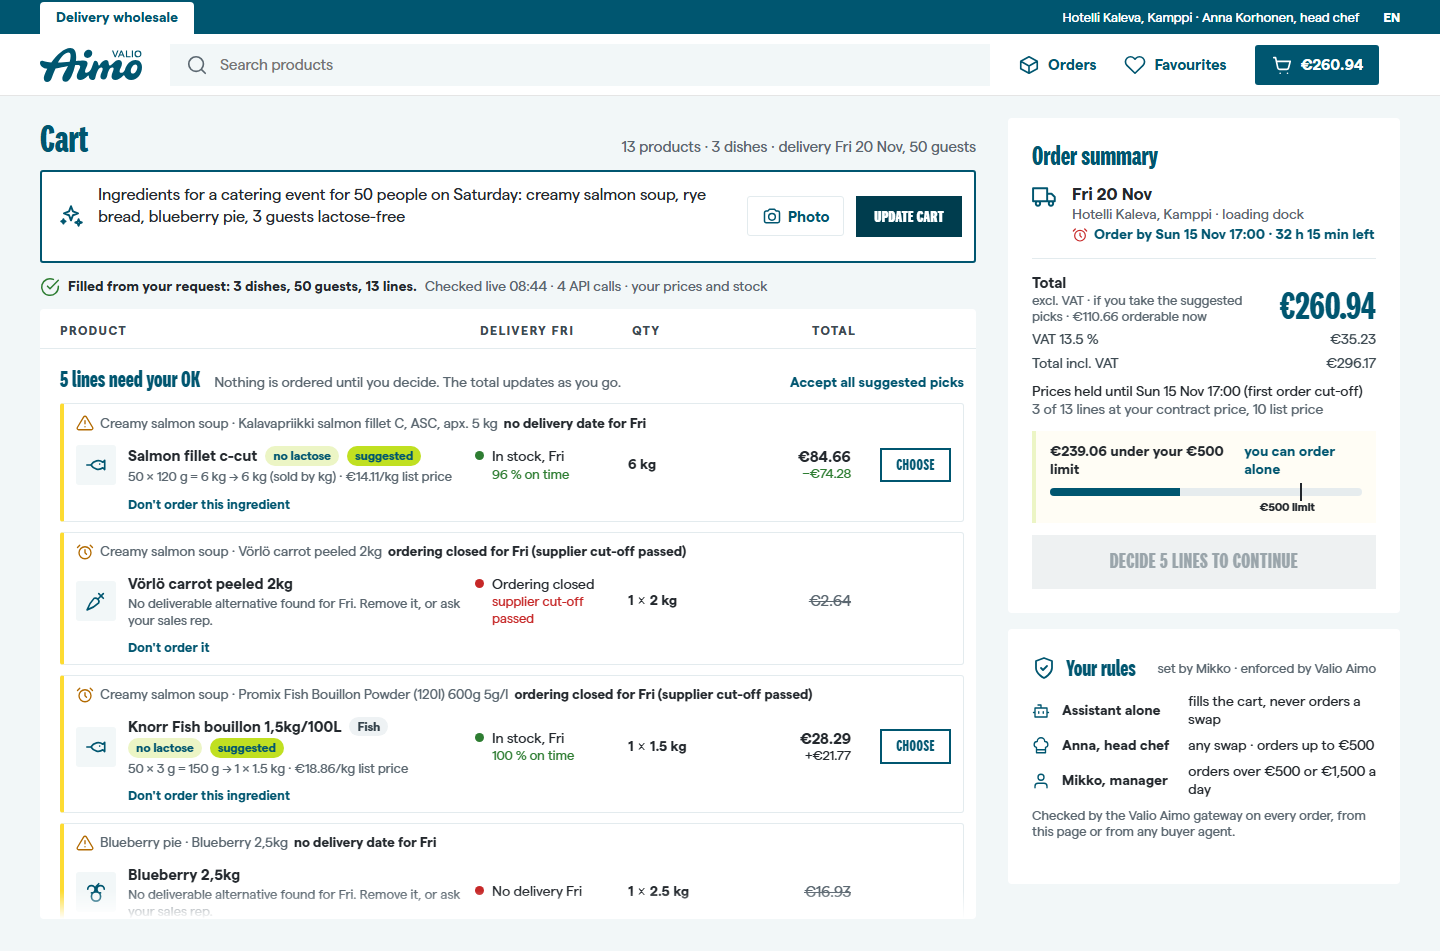 Delivery wholesale
Hotelli Kaleva, Kamppi · Anna Korhonen, head chef
EN
VALIO
Aimo
Search products
Orders
Favourites
€260.94
Cart
13 products · 3 dishes · delivery Fri 20 Nov, 50 guests
Ingredients for a catering event for 50 people on Saturday: creamy salmon soup, rye
bread, blueberry pie, 3 guests lactose-free
Photo
UPDATE CART
Filled from your request: 3 dishes, 50 guests, 13 lines. Checked live 08:44 · 4 API calls · your prices and stock
PRODUCT
DELIVERY FRI
QTY
TOTAL
5 lines need your OK
Nothing is ordered until you decide. The total updates as you go.
Accept all suggested picks
Creamy salmon soup · Kalavapriikki salmon fillet C, ASC, apx. 5 kg no delivery date for Fri
Salmon fillet c-cut no lactose suggested
50 × 120 g = 6 kg → 6 kg (sold by kg) · €14.11/kg list price
Don't order this ingredient
In stock, Fri
96 % on time
6 kg
€84.66
−€74.28
CHOOSE
Creamy salmon soup · Vörlö carrot peeled 2kg ordering closed for Fri (supplier cut-off passed)
Vörlö carrot peeled 2kg
No deliverable alternative found for Fri. Remove it, or ask
your sales rep.
Don't order it
Ordering closed
supplier cut-off
passed
1 × 2 kg
€2.64
Creamy salmon soup · Promix Fish Bouillon Powder (120l) 600g 5g/l ordering closed for Fri (supplier cut-off passed)
Knorr Fish bouillon 1,5kg/100L Fish
no lactose suggested
50 × 3 g = 150 g → 1 × 1.5 kg · €18.86/kg list price
Don't order this ingredient
In stock, Fri
100 % on time
1 × 1.5 kg
€28.29
+€21.77
CHOOSE
Blueberry pie · Blueberry 2,5kg no delivery date for Fri
Blueberry 2,5kg
No deliverable alternative found for Fri. Remove it, or ask
your sales rep.
No delivery Fri
1 × 2.5 kg
€16.93
Order summary
Fri 20 Nov
Hotelli Kaleva, Kamppi · loading dock
Order by Sun 15 Nov 17:00 · 32 h 15 min left
Total
excl. VAT · if you take the suggested
picks · €110.66 orderable now
€260.94
VAT 13.5 %
€35.23
Total incl. VAT
€296.17
Prices held until Sun 15 Nov 17:00 (first order cut-off)
3 of 13 lines at your contract price, 10 list price
€239.06 under your €500
limit
you can order
alone
€500 limit
DECIDE 5 LINES TO CONTINUE
Your rules
set by Mikko · enforced by Valio Aimo
Assistant alone
fills the cart, never orders a
swap
Anna, head chef
any swap · orders up to €500
Mikko, manager
orders over €500 or €1,500 a
day
Checked by the Valio Aimo gateway on every order, from
this page or from any buyer agent.